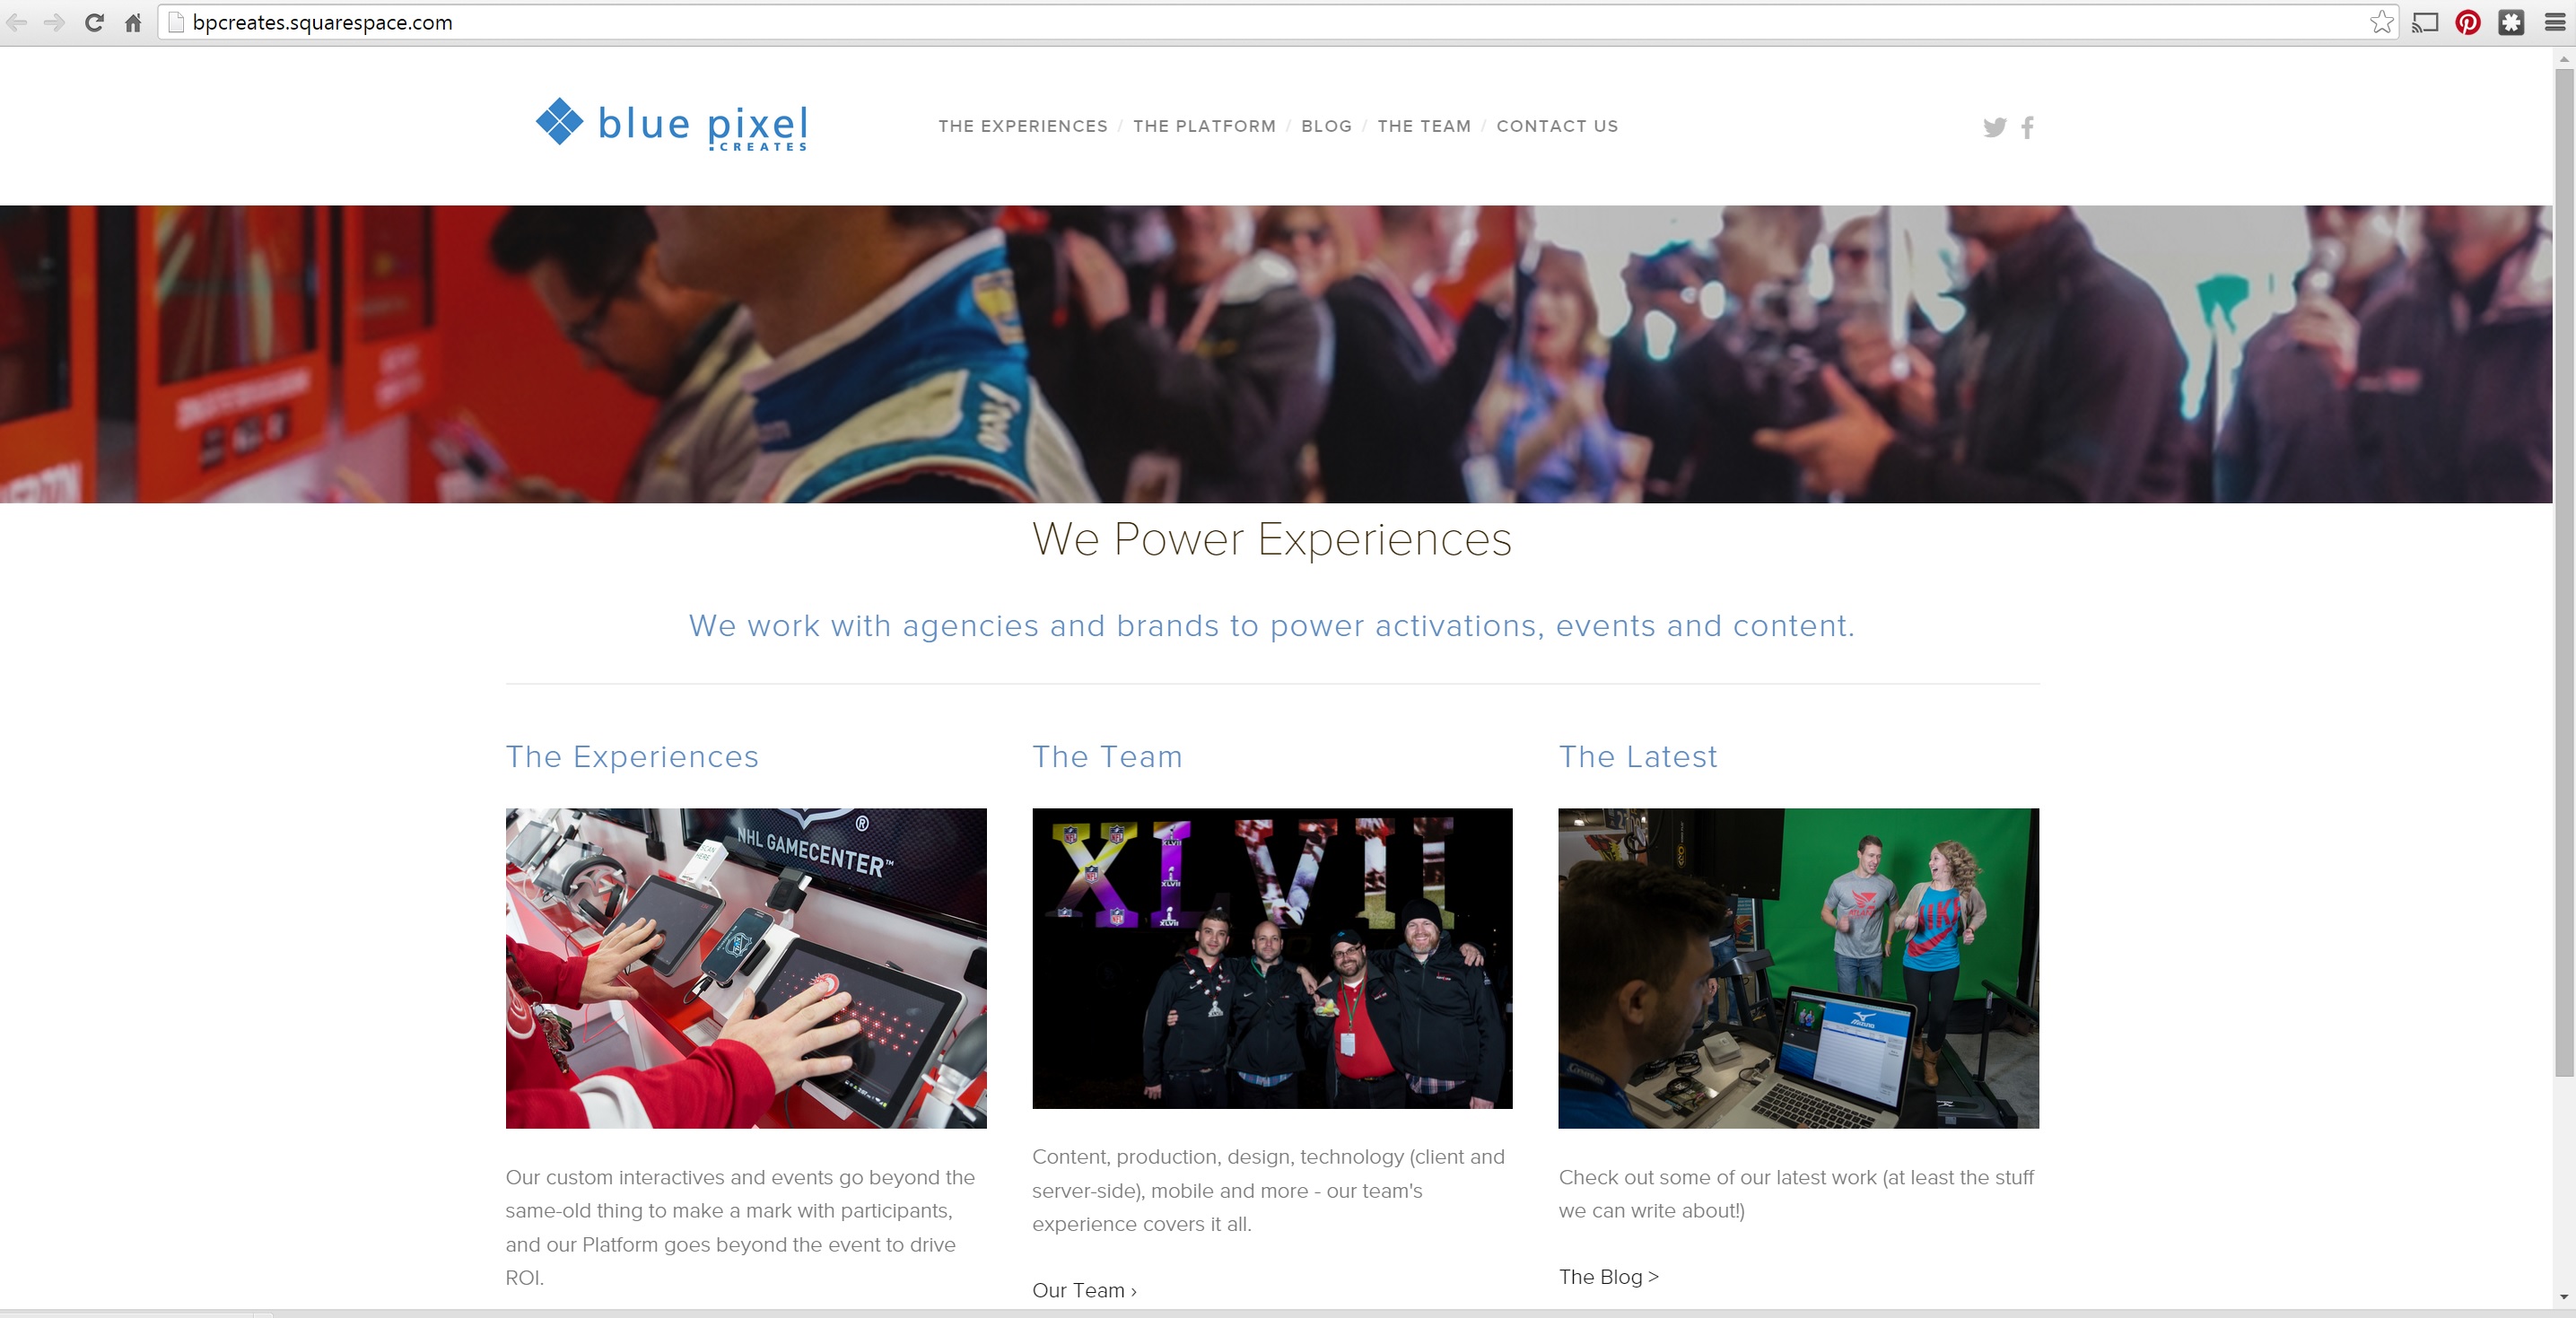 bpcreates.squarespace.com
blue pixel
CREATES
THE EXPERIENCES / THE PLATFORM / BLOG / THE TEAM / CONTACT US
We Power Experiences
We work with agencies and brands to power activations, events and content.
The Experiences
The Team
The Latest
SCAN HERE
NHL GAMECENTER™
®
XLVII
Our custom interactives and events go beyond the
same-old thing to make a mark with participants,
and our Platform goes beyond the event to drive
ROI.
Content, production, design, technology (client and
server-side), mobile and more - our team's
experience covers it all.
Our Team ›
Check out some of our latest work (at least the stuff
we can write about!)
The Blog >